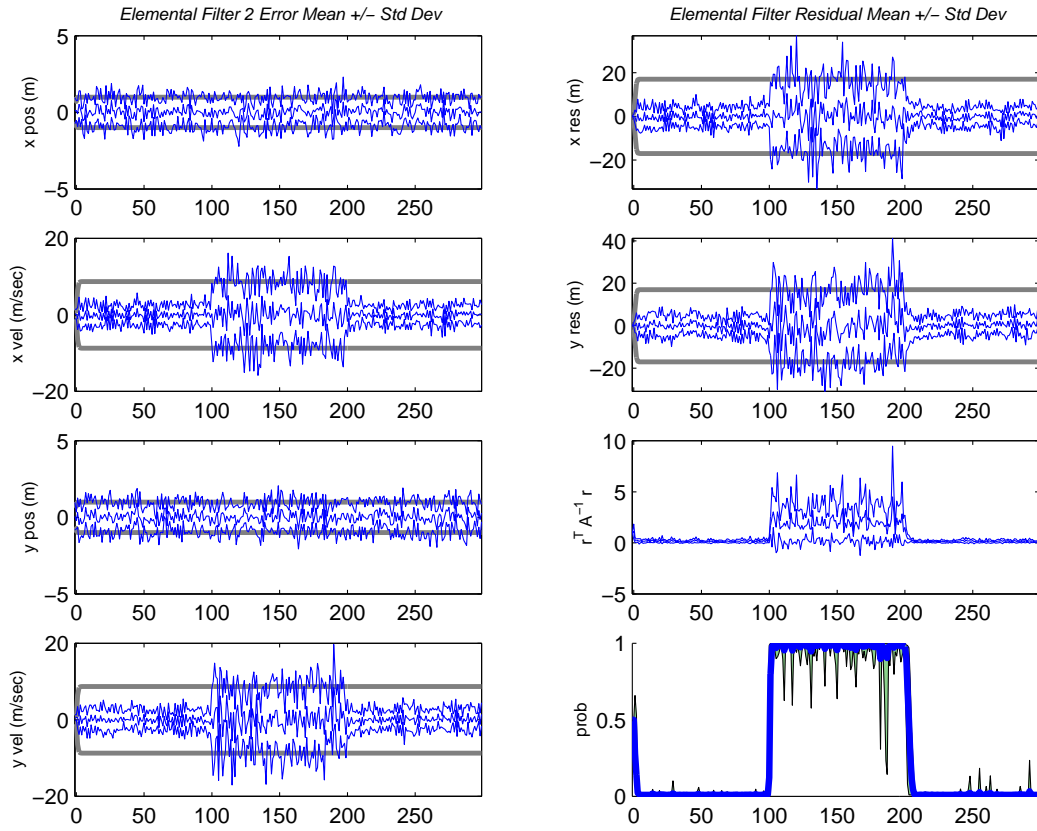 Elemental Filter 2 Error Mean +/− Std Dev
5
0
−5
x pos (m)
0 50 100 150 200 250
20
0
−20
x vel (m/sec)
0 50 100 150 200 250
5
0
−5
y pos (m)
0 50 100 150 200 250
20
0
−20
y vel (m/sec)
0 50 100 150 200 250
Elemental Filter Residual Mean +/− Std Dev
20
0
−20
x res (m)
0 50 100 150 200 250
40
20
0
−20
y res (m)
0 50 100 150 200 250
10
5
0
−5
r^T A^−1 r
0 50 100 150 200 250
1
0.5
0
prob
0 50 100 150 200 250